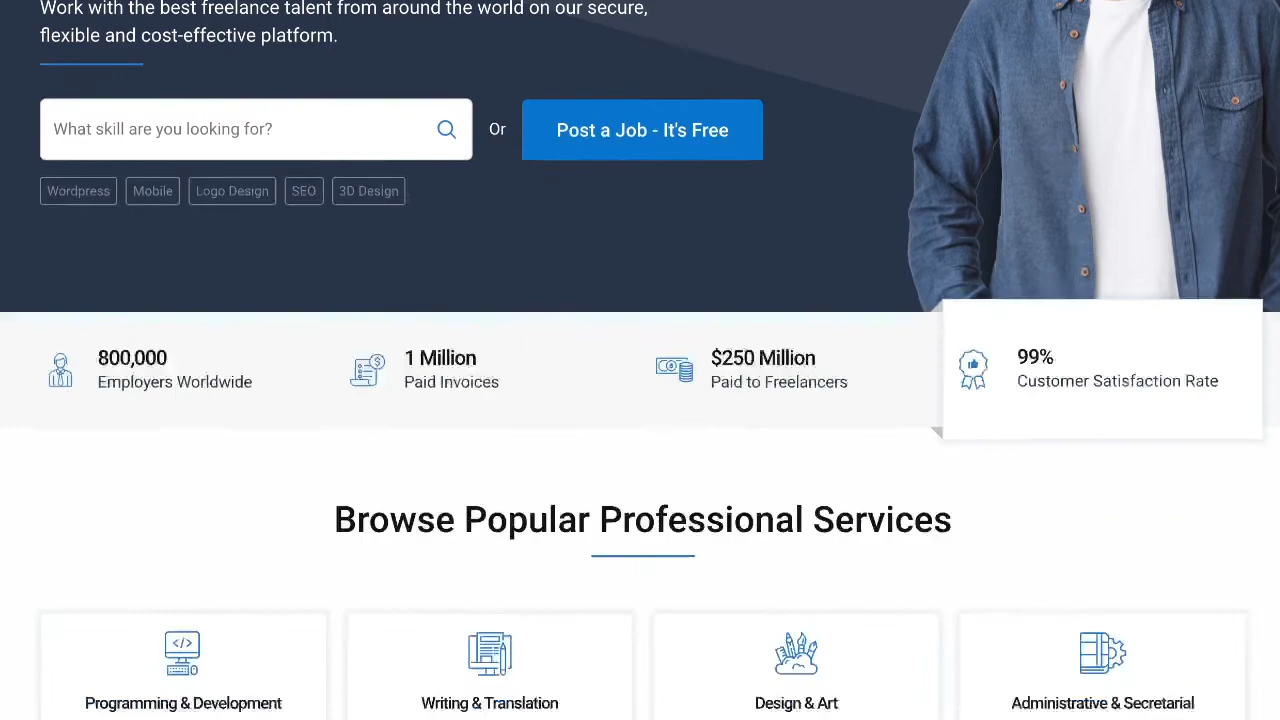 Work with the best freelance talent from around the world on our secure,
flexible and cost-effective platform.
What skill are you looking for?
Or
Post a Job - It's Free
Wordpress
Mobile
Logo Design
SEO
3D Design
800,000
Employers Worldwide
1 Million
Paid Invoices
$250 Million
Paid to Freelancers
99%
Customer Satisfaction Rate
Browse Popular Professional Services
Programming & Development
Writing & Translation
Design & Art
Administrative & Secretarial